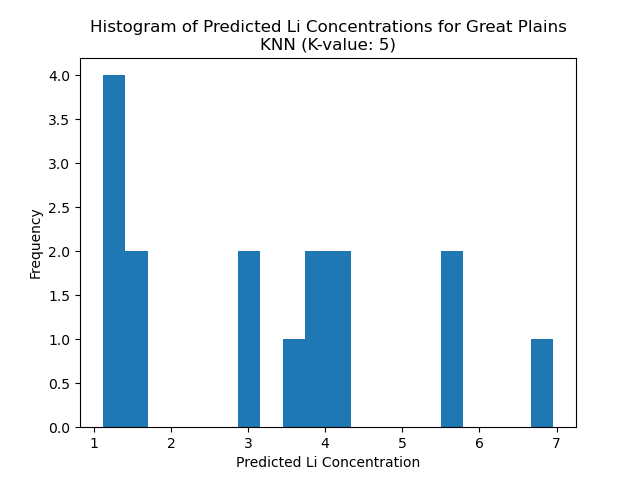 Histogram of Predicted Li Concentrations for Great Plains
KNN (K-value: 5)
4.0
3.5
3.0
2.5
2.0
1.5
1.0
0.5
0.0
Frequency
1 2 3 4 5 6 7
Predicted Li Concentration